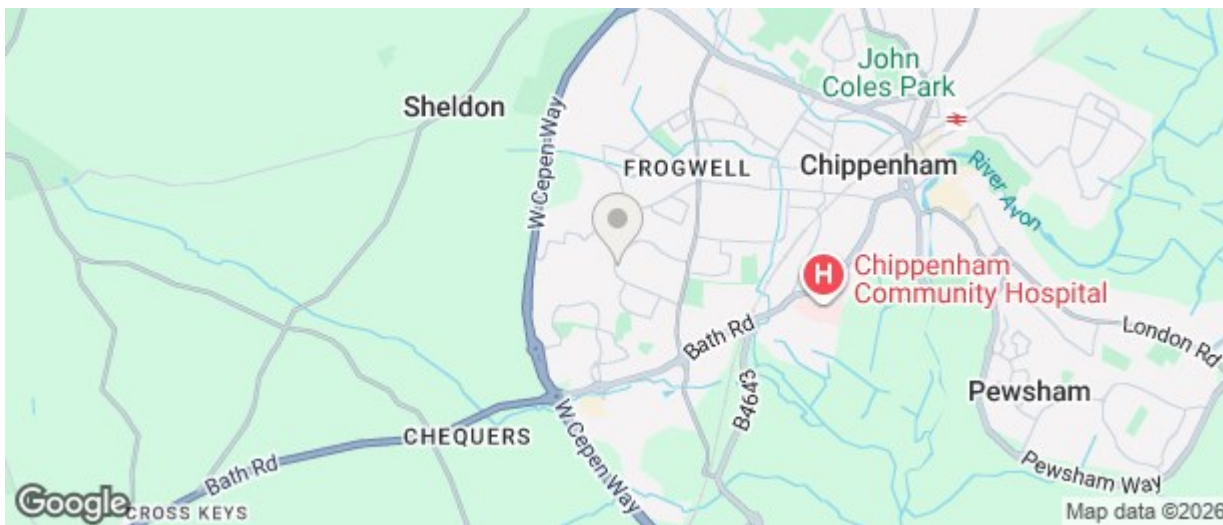 John
Coles Park
Sheldon
W Cepen Way
FROGWELL
Chippenham
River Avon
H
Chippenham
Community Hospital
London Rd
Bath Rd
B4643
Pewsham
CHEQUERS
W Cepen Way
Bath Rd
Pewsham Way
Google
CROSS KEYS
Map data ©2026